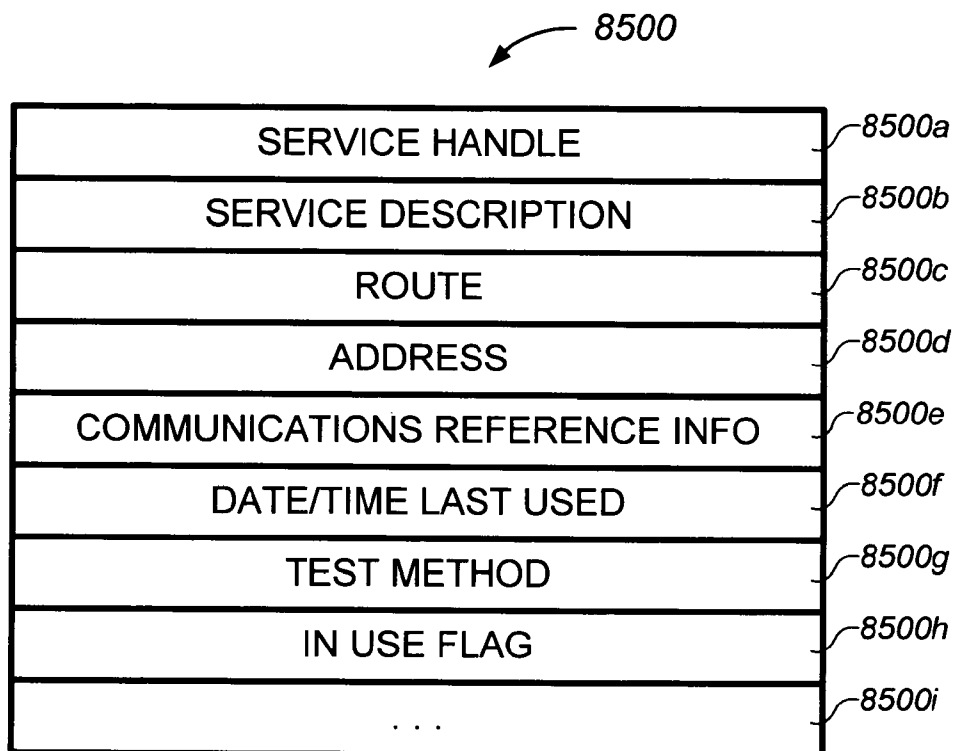 8500
SERVICE HANDLE 8500a
SERVICE DESCRIPTION 8500b
ROUTE 8500c
ADDRESS 8500d
COMMUNICATIONS REFERENCE INFO 8500e
DATE/TIME LAST USED 8500f
TEST METHOD 8500g
IN USE FLAG 8500h
. . . 8500i